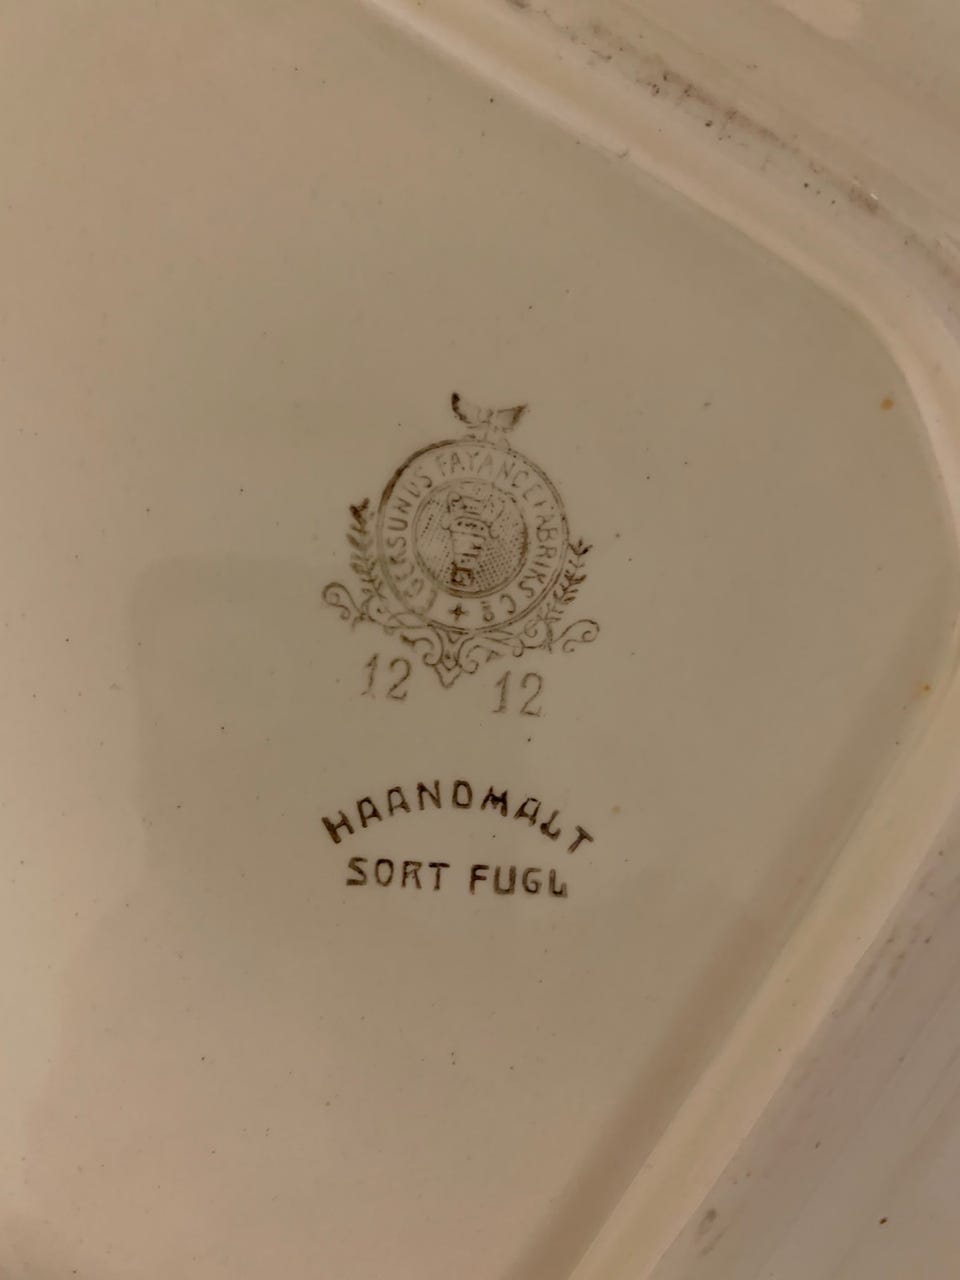 EGERSUNDS FAYANCEFABRIKS Co
12 12
HAANDMALT
SORT FUGL